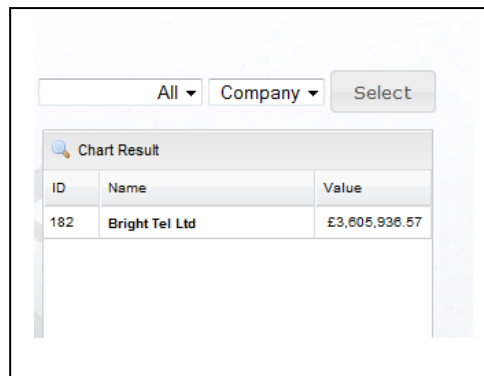 All Company Select
Chart Result
ID Name Value
182 Bright Tel Ltd £3,605,936.57